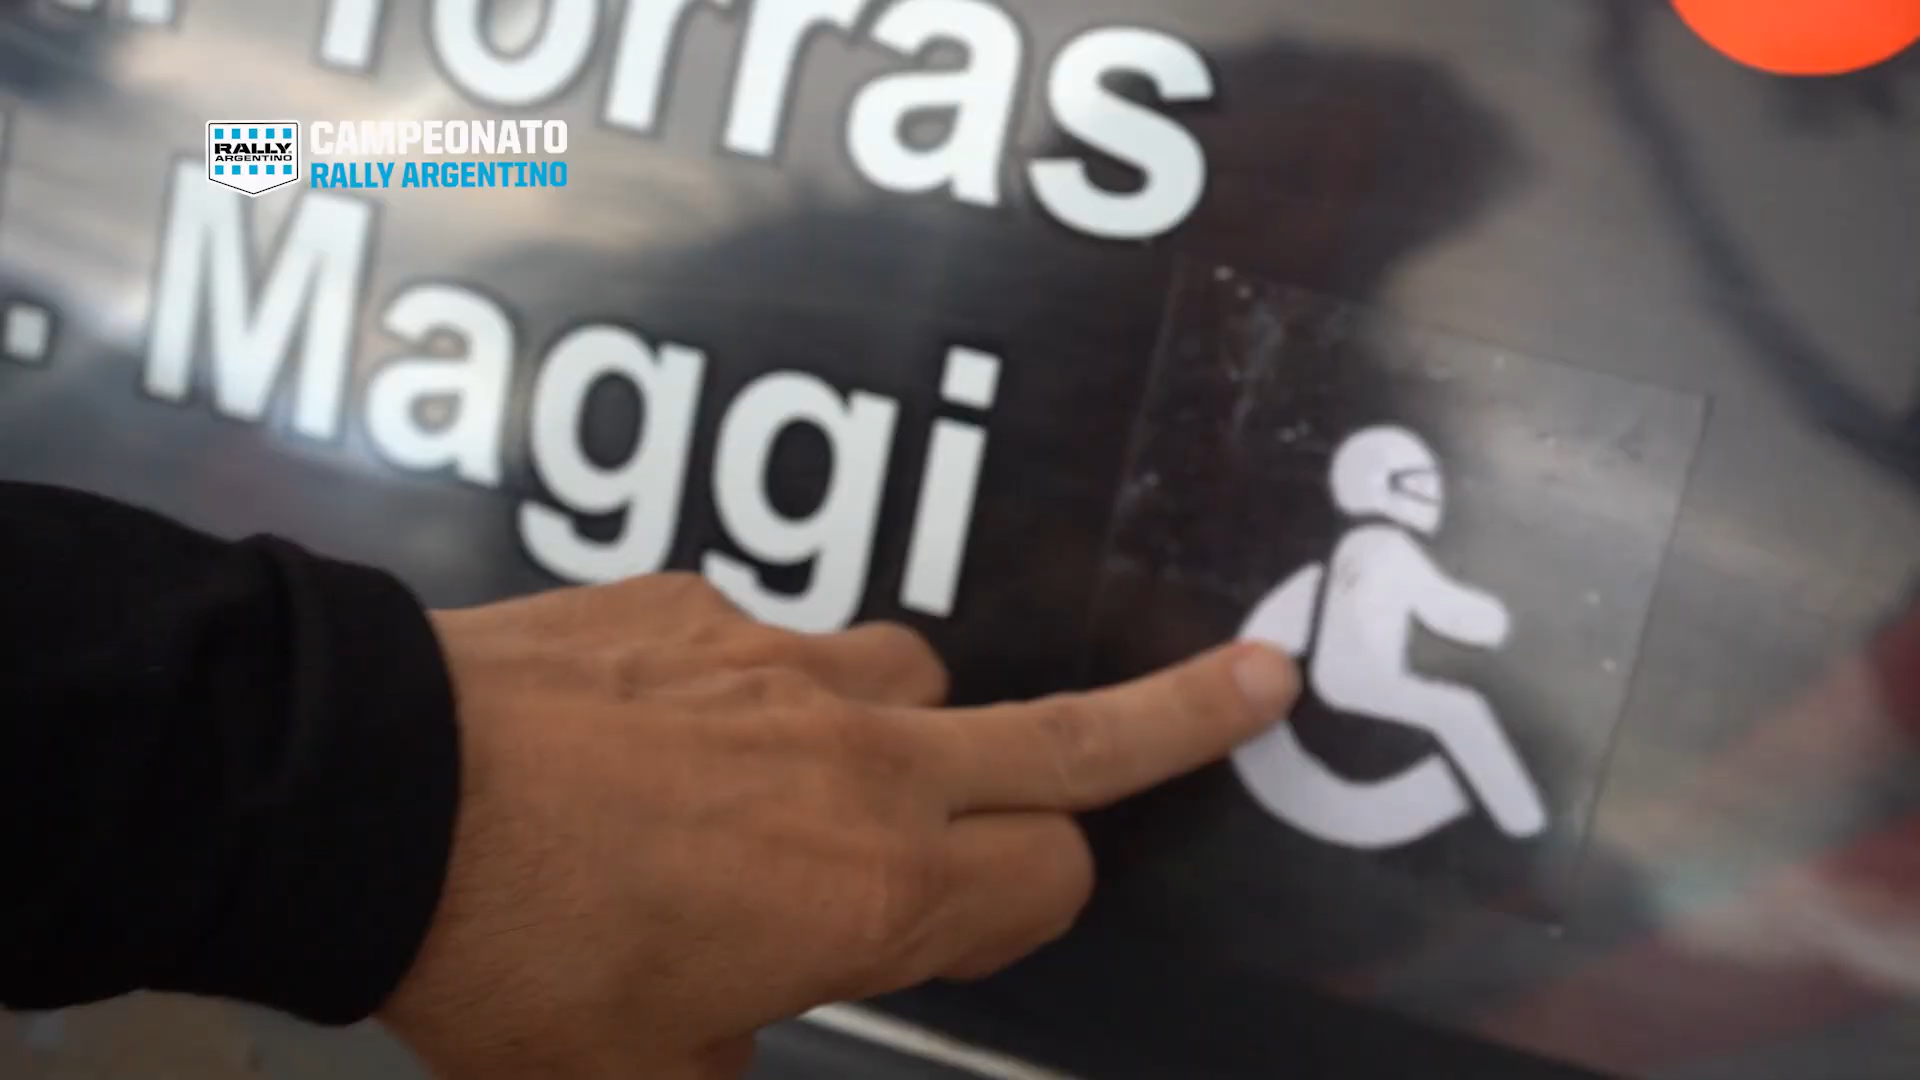 Torras
CAMPEONATO
RALLY ARGENTINO
RALLY
ARGENTINO
. Maggi